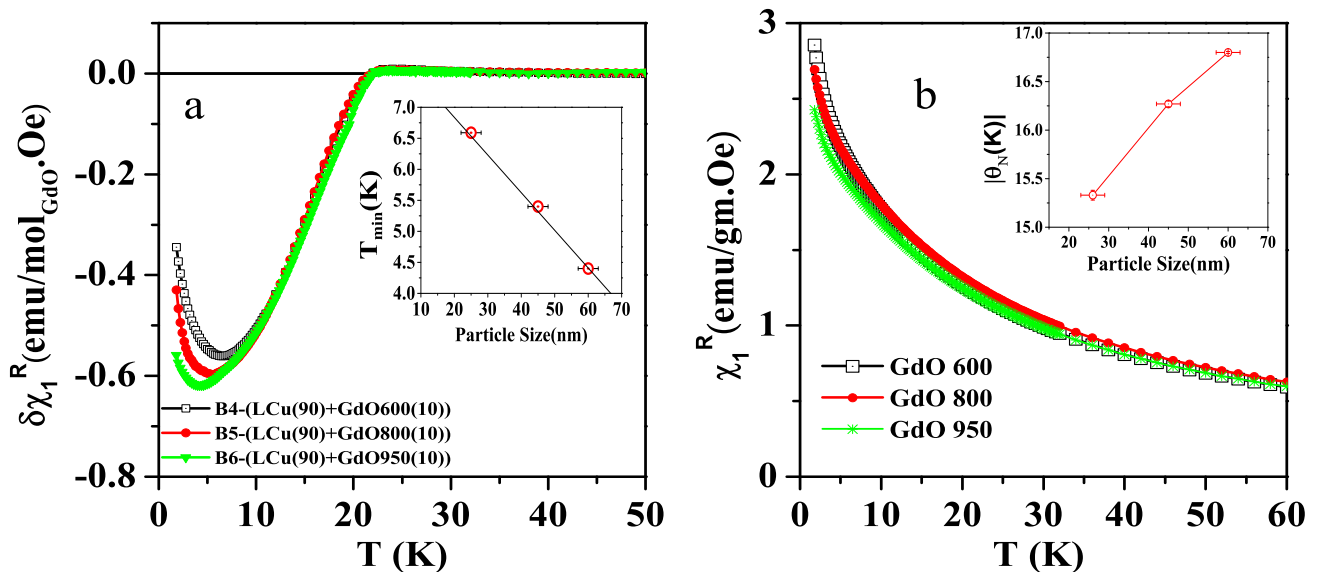 a
δχ₁ᴿ(emu/mol_GdO.Oe)
0.0
-0.2
-0.4
-0.6
-0.8
0 10 20 30 40 50
T (K)
B4-(LCu(90)+GdO600(10))
B5-(LCu(90)+GdO800(10))
B6-(LCu(90)+GdO950(10))
T_min(K)
7.0
6.5
6.0
5.5
5.0
4.5
4.0
10 20 30 40 50 60 70
Particle Size(nm)
b
χ₁ᴿ(emu/gm.Oe)
3
2
1
0
0 10 20 30 40 50 60
T (K)
GdO 600
GdO 800
GdO 950
|θ_N(K)|
17.0
16.5
16.0
15.5
15.0
20 30 40 50 60 70
Particle Size(nm)